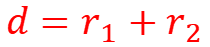 d = r₁ + r₂